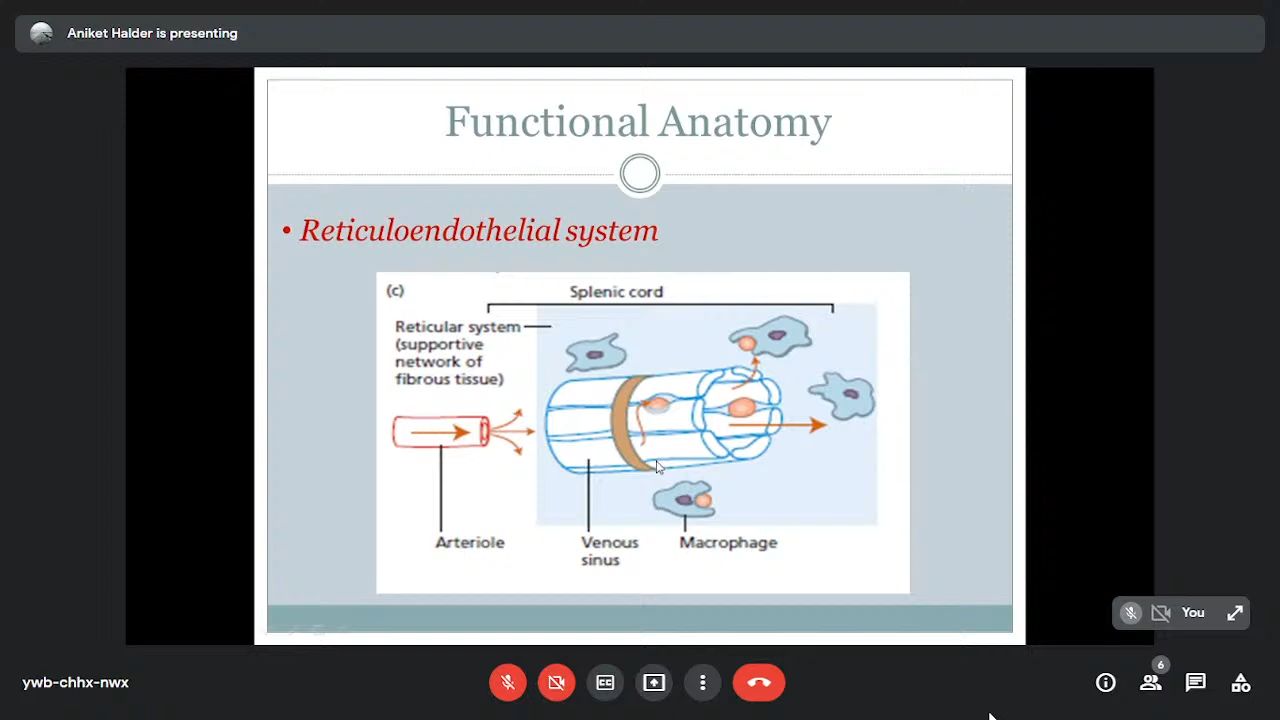 Aniket Halder is presenting
Functional Anatomy
• Reticuloendothelial system
(c)
Splenic cord
Reticular system
(supportive
network of
fibrous tissue)
Arteriole
Venous
sinus
Macrophage
You
ywb-chhx-nwx
CC
6